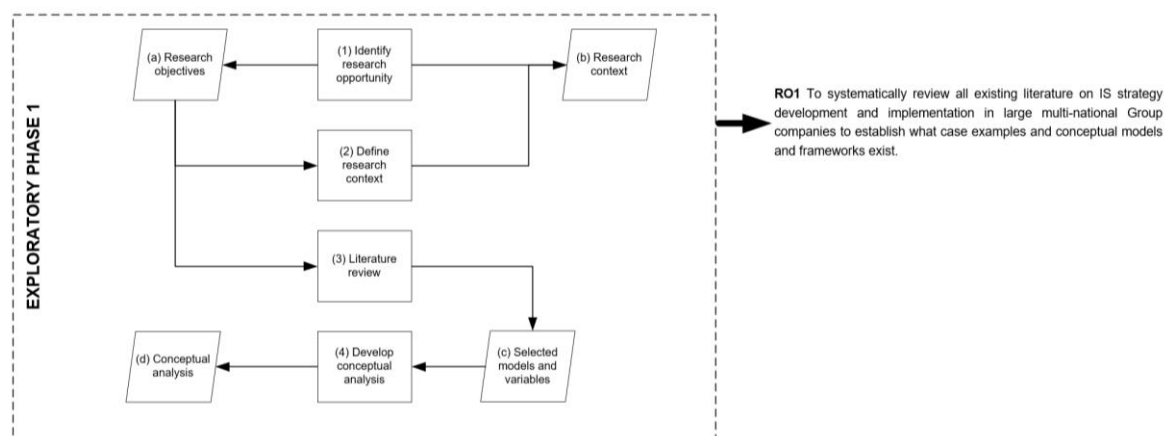 EXPLORATORY PHASE 1
(a) Research
objectives
(1) Identify
research
opportunity
(b) Research
context
(2) Define
research
context
(3) Literature
review
(d) Conceptual
analysis
(4) Develop
conceptual
analysis
(c) Selected
models and
variables
RO1 To systematically review all existing literature on IS strategy
development and implementation in large multi-national Group
companies to establish what case examples and conceptual models
and frameworks exist.